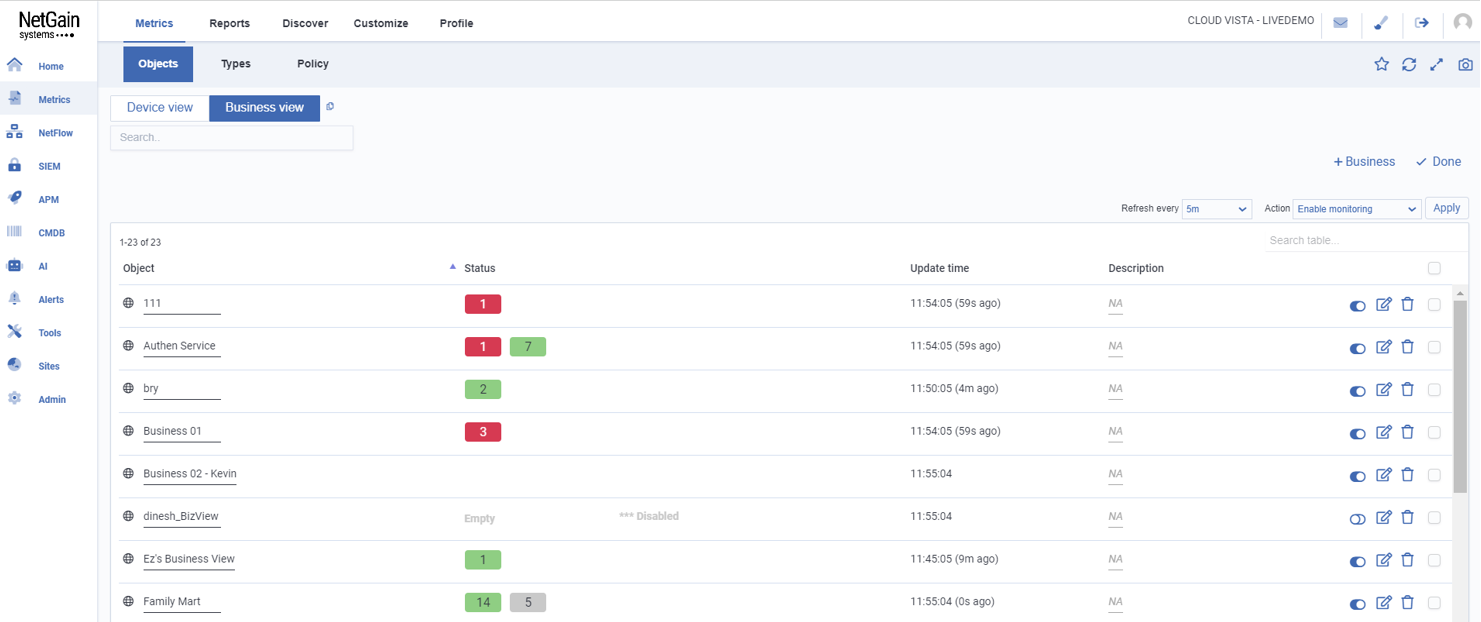 NetGain
systems
Metrics Reports Discover Customize Profile
CLOUD VISTA - LIVEDEMO
Objects Types Policy
Home
Metrics
NetFlow
SIEM
APM
CMDB
AI
Alerts
Tools
Sites
Admin
Device view Business view
Search..
+ Business Done
Refresh every 5m Action Enable monitoring Apply
1-23 of 23
Search table...
Object Status Update time Description
111 1 11:54:05 (59s ago) NA
Authen Service 1 7 11:54:05 (59s ago) NA
bry 2 11:50:05 (4m ago) NA
Business 01 3 11:54:05 (59s ago) NA
Business 02 - Kevin 11:55:04 NA
dinesh_BizView Empty *** Disabled 11:55:04 NA
Ez's Business View 1 11:45:05 (9m ago) NA
Family Mart 14 5 11:55:04 (0s ago) NA